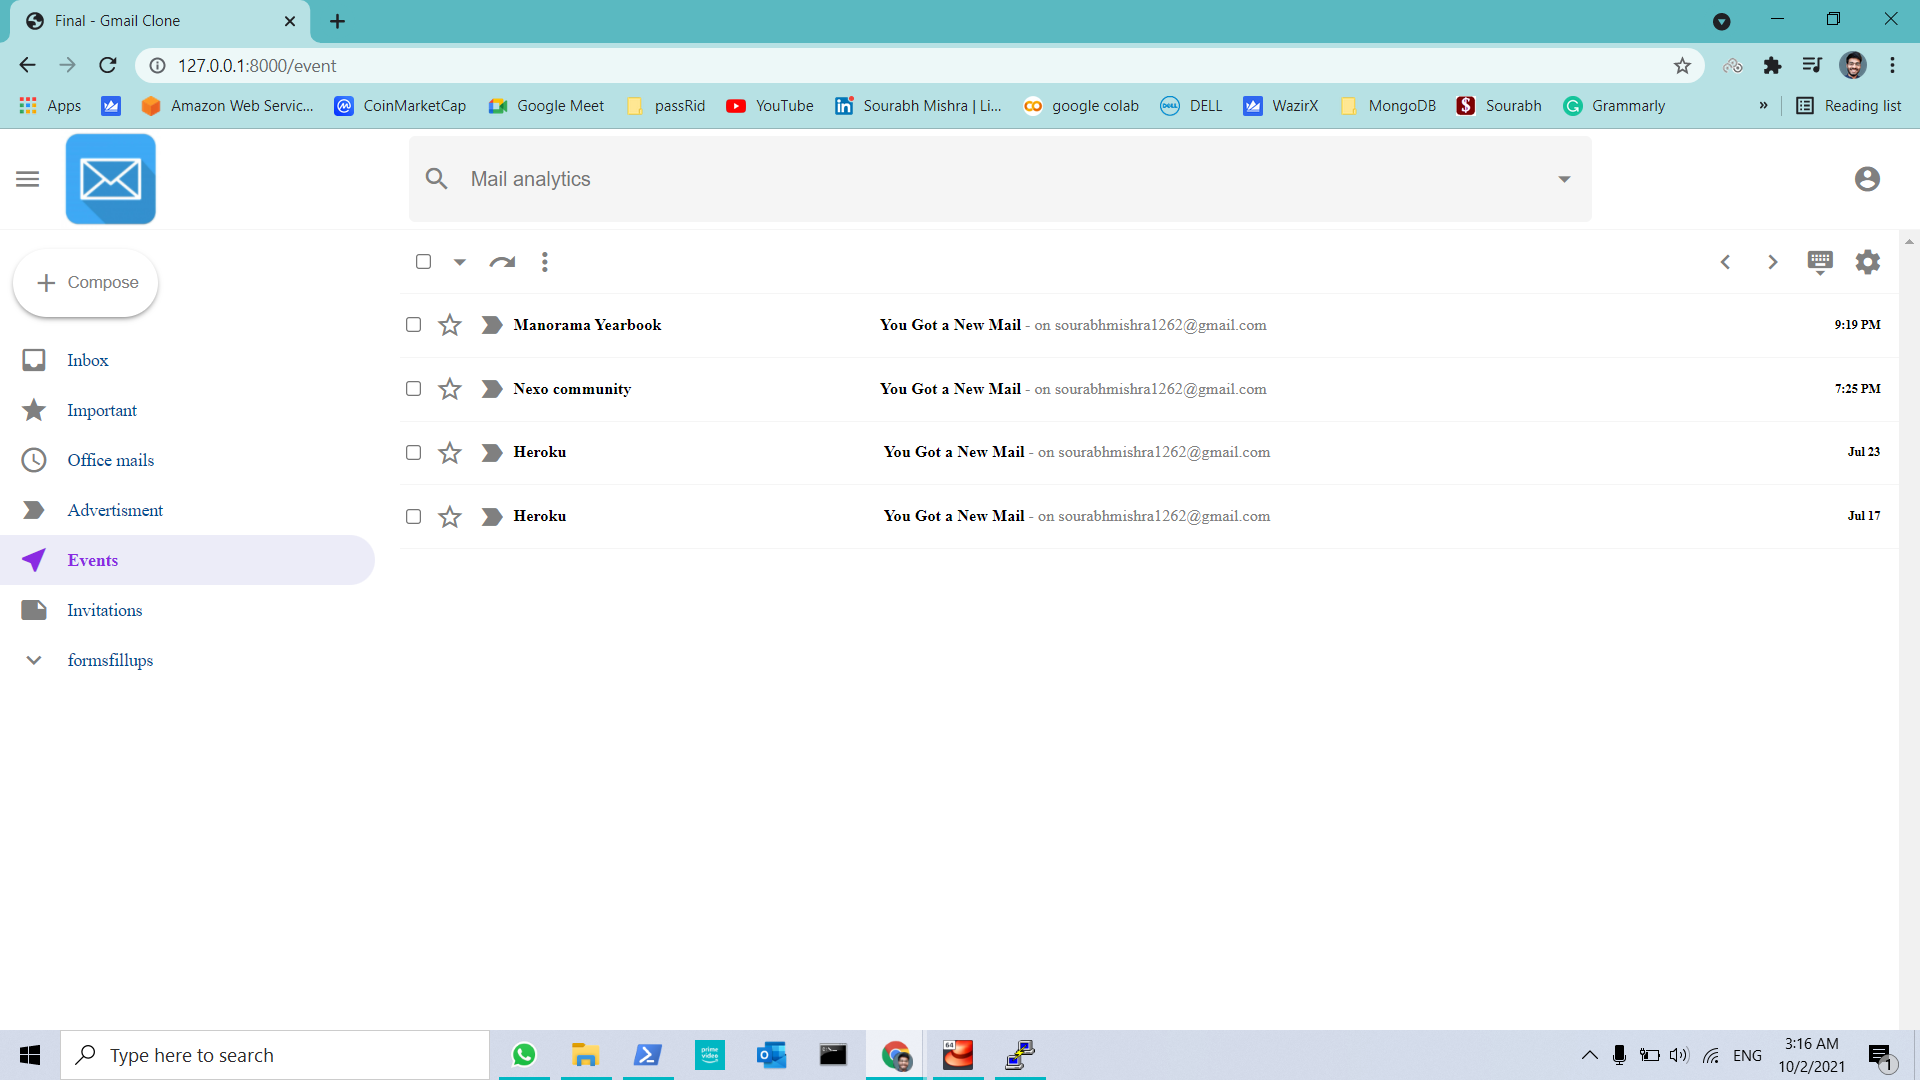 Final - Gmail Clone
127.0.0.1:8000/event
Apps Amazon Web Servic... CoinMarketCap Google Meet passRid YouTube Sourabh Mishra | Li... google colab DELL WazirX MongoDB Sourabh Grammarly » Reading list
Mail analytics
Compose
Inbox
Important
Office mails
Advertisment
Events
Invitations
formsfillups
Manorama Yearbook You Got a New Mail - on sourabhmishra1262@gmail.com 9:19 PM
Nexo community You Got a New Mail - on sourabhmishra1262@gmail.com 7:25 PM
Heroku You Got a New Mail - on sourabhmishra1262@gmail.com Jul 23
Heroku You Got a New Mail - on sourabhmishra1262@gmail.com Jul 17
Type here to search
prime video
64
ENG
3:16 AM
10/2/2021
1